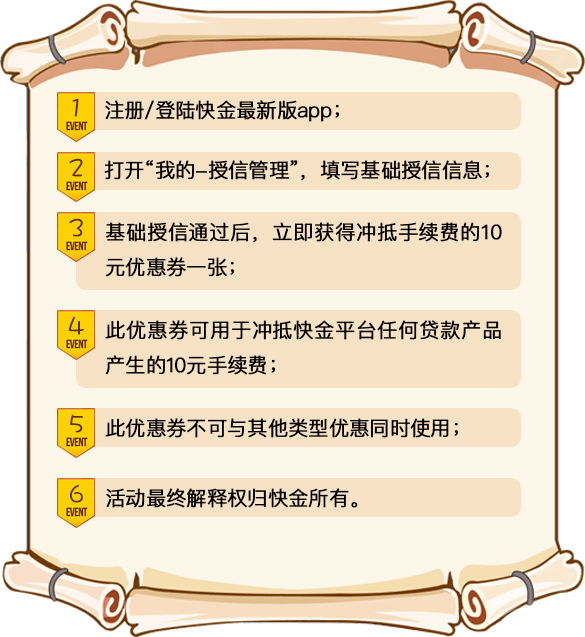 1
EVENT
注册/登陆快金最新版app；
2
EVENT
打开“我的–授信管理”，填写基础授信信息；
3
EVENT
基础授信通过后，立即获得冲抵手续费的10
元优惠券一张；
4
EVENT
此优惠券可用于冲抵快金平台任何贷款产品
产生的10元手续费；
5
EVENT
此优惠券不可与其他类型优惠同时使用；
6
EVENT
活动最终解释权归快金所有。